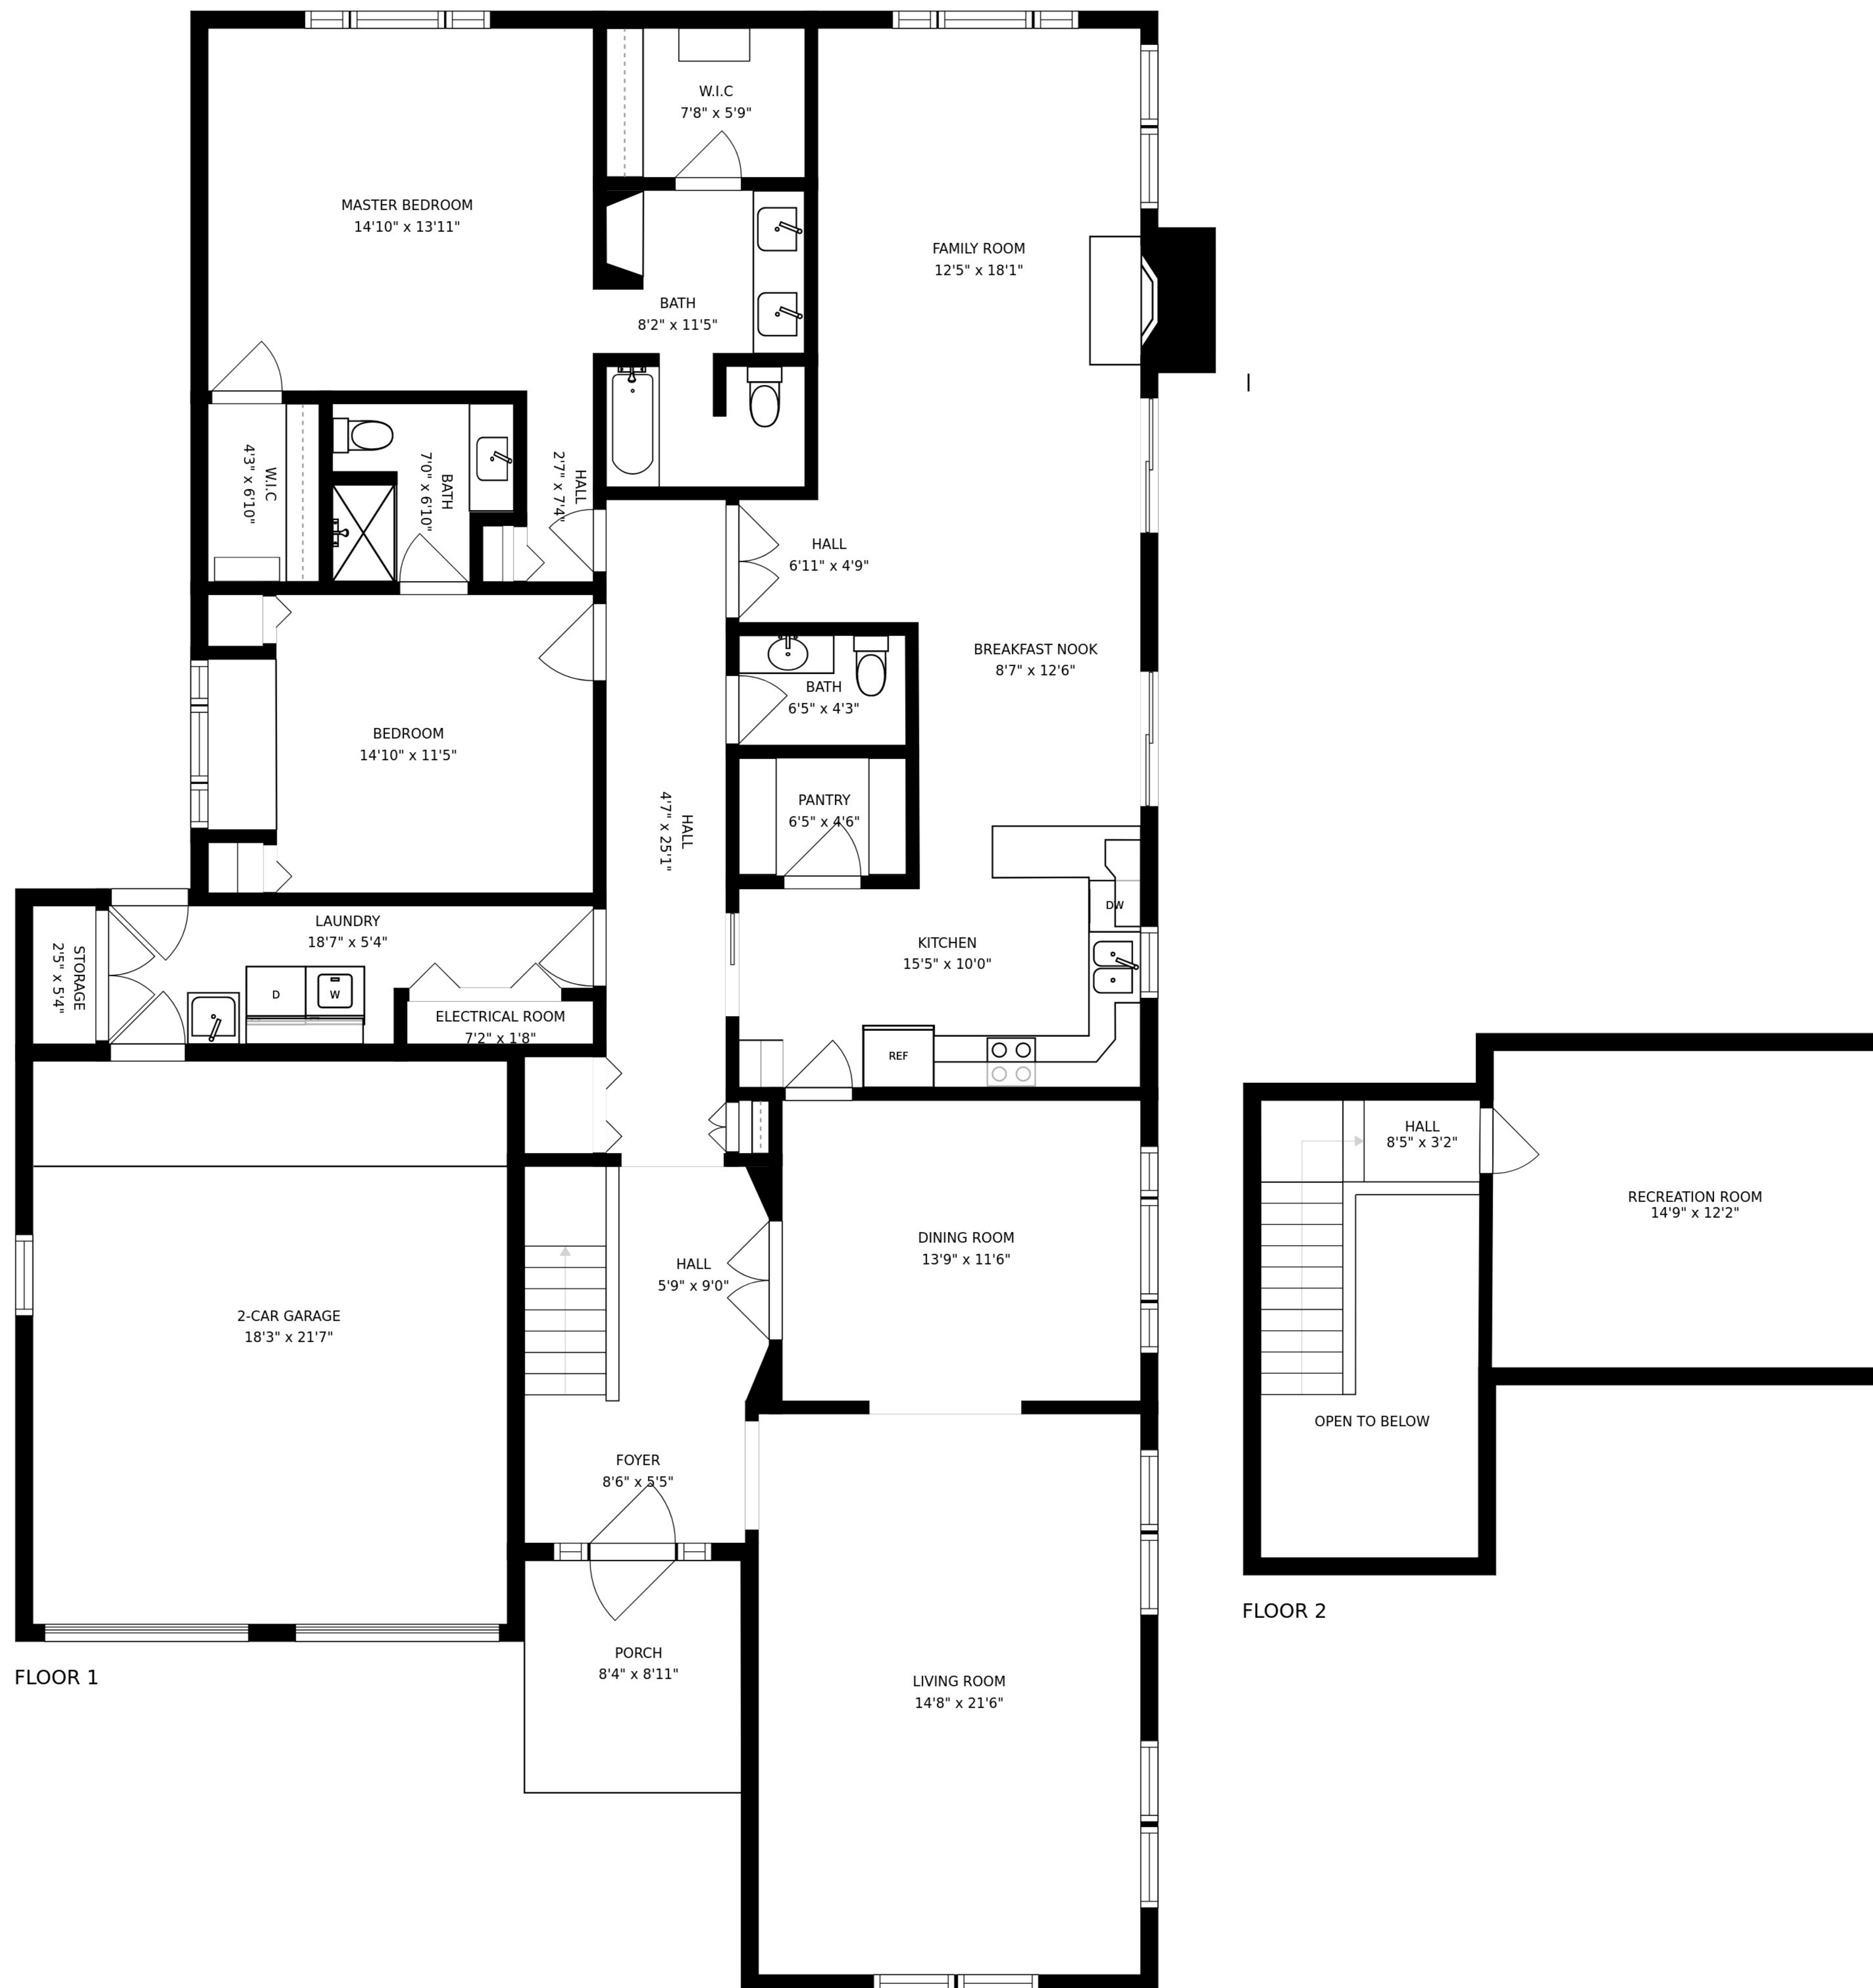 W.I.C
7'8" x 5'9"
MASTER BEDROOM
14'10" x 13'11"
FAMILY ROOM
12'5" x 18'1"
BATH
8'2" x 11'5"
W.I.C
4'3" x 6'10"
BATH
7'0" x 6'10"
HALL
2'7" x 7'4"
HALL
6'11" x 4'9"
BREAKFAST NOOK
8'7" x 12'6"
BATH
6'5" x 4'3"
BEDROOM
14'10" x 11'5"
HALL
4'7" x 25'1"
PANTRY
6'5" x 4'6"
DW
LAUNDRY
18'7" x 5'4"
STORAGE
2'5" x 5'4"
D
W
KITCHEN
15'5" x 10'0"
ELECTRICAL ROOM
7'2" x 1'8"
REF
HALL
8'5" x 3'2"
RECREATION ROOM
14'9" x 12'2"
DINING ROOM
13'9" x 11'6"
HALL
5'9" x 9'0"
2-CAR GARAGE
18'3" x 21'7"
OPEN TO BELOW
FOYER
8'6" x 5'5"
FLOOR 2
PORCH
8'4" x 8'11"
FLOOR 1
LIVING ROOM
14'8" x 21'6"